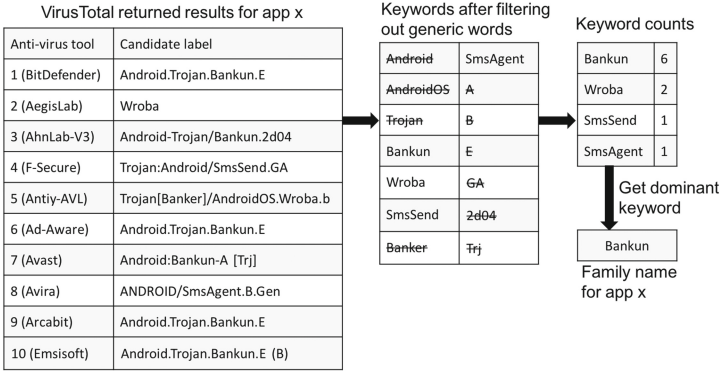 VirusTotal returned results for app x
Anti-virus tool Candidate label
1 (BitDefender) Android.Trojan.Bankun.E
2 (AegisLab) Wroba
3 (AhnLab-V3) Android-Trojan/Bankun.2d04
4 (F-Secure) Trojan:Android/SmsSend.GA
5 (Antiy-AVL) Trojan[Banker]/AndroidOS.Wroba.b
6 (Ad-Aware) Android.Trojan.Bankun.E
7 (Avast) Android:Bankun-A [Trj]
8 (Avira) ANDROID/SmsAgent.B.Gen
9 (Arcabit) Android.Trojan.Bankun.E
10 (Emsisoft) Android.Trojan.Bankun.E (B)
Keywords after filtering
out generic words
Android SmsAgent
AndroidOS A
Trojan B
Bankun E
Wroba GA
SmsSend 2d04
Banker Trj
Keyword counts
Bankun 6
Wroba 2
SmsSend 1
SmsAgent 1
Get dominant
keyword
Bankun
Family name
for app x